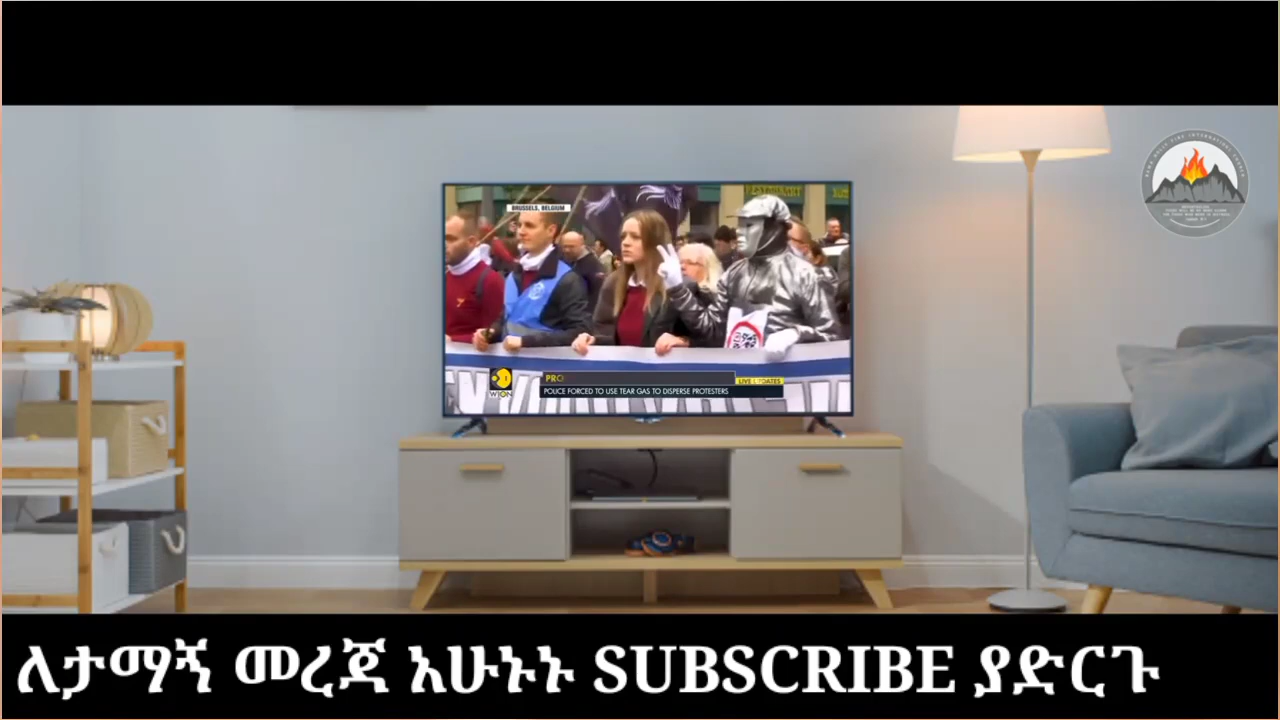 BRUSSELS, BELGIUM
PRO
LIVE UPDATES
WION
POLICE FORCED TO USE TEAR GAS TO DISPERSE PROTESTERS
ለታማኝ መረጃ አሁኑኑ SUBSCRIBE ያድርጉ